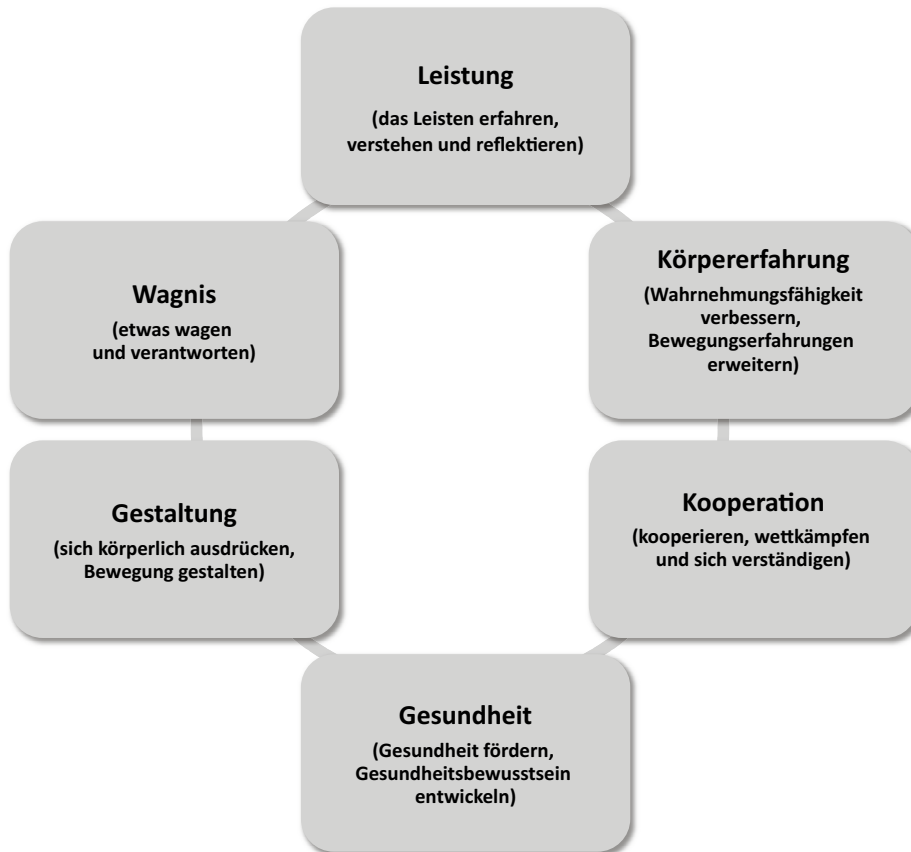 Leistung
(das Leisten erfahren,
verstehen und reflektieren)
Körpererfahrung
(Wahrnehmungsfähigkeit
verbessern,
Bewegungserfahrungen
erweitern)
Kooperation
(kooperieren, wettkämpfen
und sich verständigen)
Gesundheit
(Gesundheit fördern,
Gesundheitsbewusstsein
entwickeln)
Gestaltung
(sich körperlich ausdrücken,
Bewegung gestalten)
Wagnis
(etwas wagen
und verantworten)